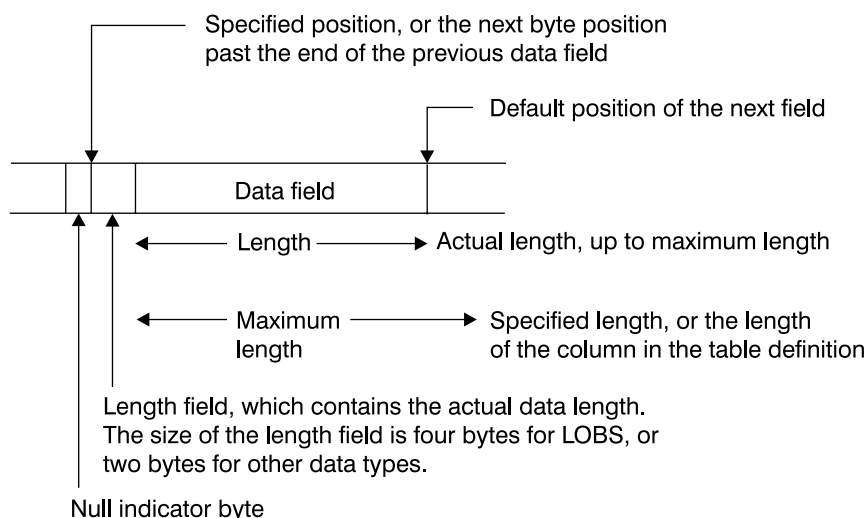 Specified position, or the next byte position
past the end of the previous data field
Default position of the next field
Data field
Length
Actual length, up to maximum length
Maximum
length
Specified length, or the length
of the column in the table definition
Length field, which contains the actual data length.
The size of the length field is four bytes for LOBS, or
two bytes for other data types.
Null indicator byte